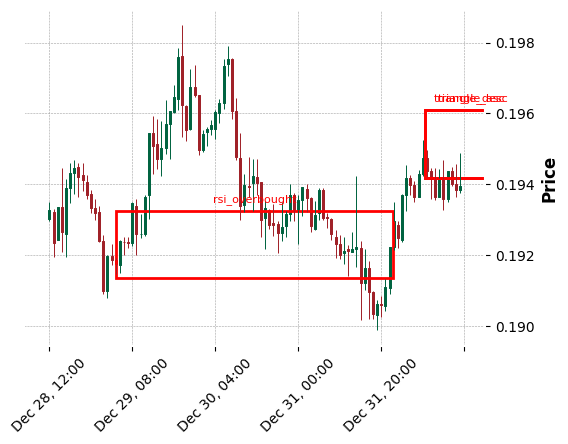 0.198
0.196
0.194
0.192
0.190
Price
rsi_overbought
Dec 28, 12:00
Dec 29, 08:00
Dec 30, 04:00
Dec 31, 00:00
Dec 31, 20:00